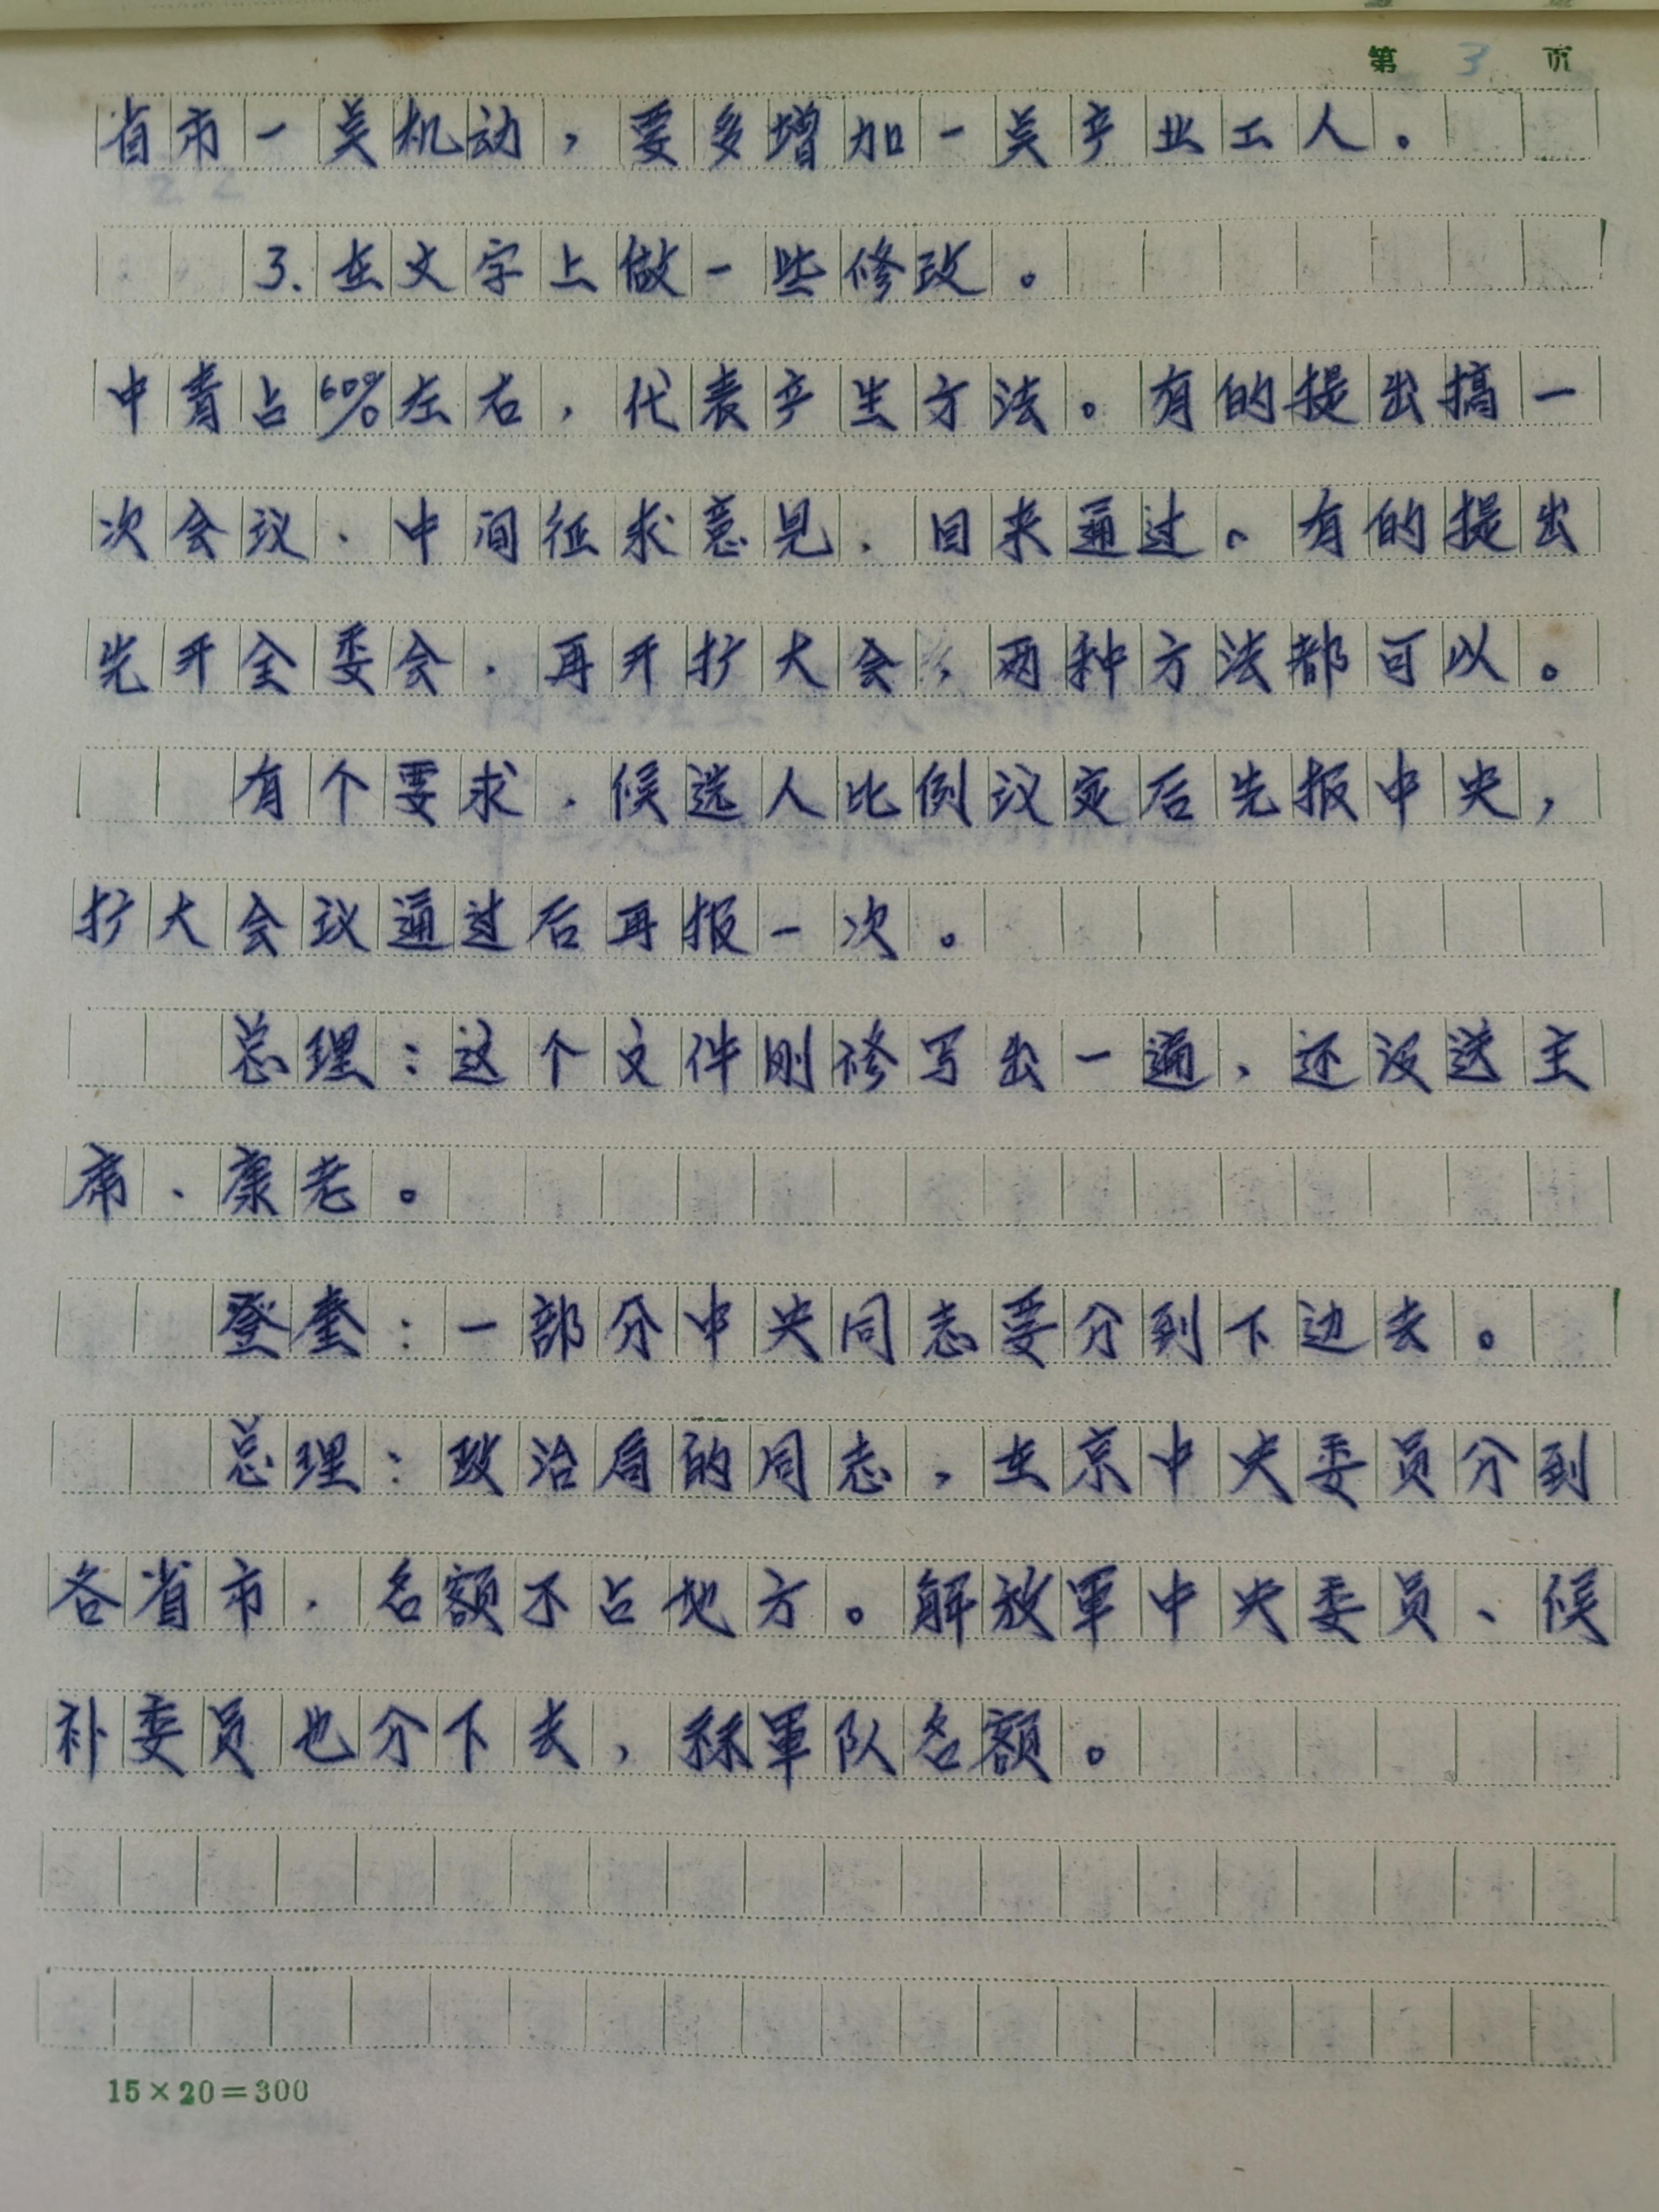 第 3 页
省市一点机动，要多增加一点产业工人。
3.在文字上做一些修改。
中青占60%左右，代表产生方法。有的提出搞一
次会议、中间征求意见、回来通过。有的提出
先开全委会，再开扩大会，两种方法都可以。
有个要求，候选人比例议定后先报中央，
扩大会议通过后再报一次。
总理：这个文件刚修写出一遍，还没送主
席、康老。
登奎：一部分中央同志要分到下边去。
总理：政治局的同志，在京中央委员分到
各省市，名额不占地方。解放军中央委员、候
补委员也分下去，军队名额。
15×20=300